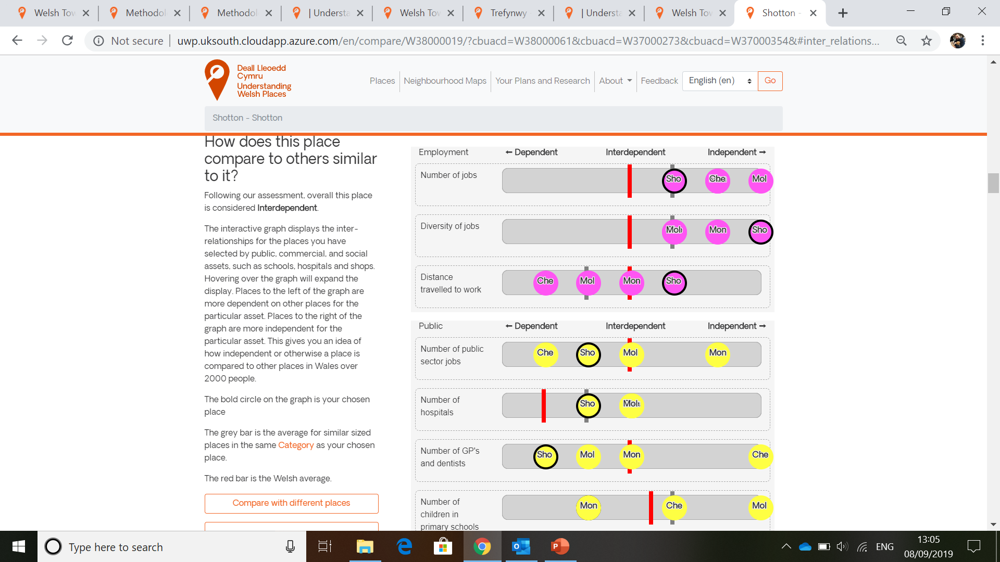 Welsh Tow
Methodol
Methodol
| Understa
Welsh Tow
Trefynwy
| Understa
Welsh Tow
Shotton -
Not secure
uwp.uksouth.cloudapp.azure.com/en/compare/W38000019/?cbuacd=W38000061&cbuacd=W37000273&cbuacd=W37000354&#inter_relations...
Deall Lleoedd
Cymru
Understanding
Welsh Places
Places
Neighbourhood Maps
Your Plans and Research
About
Feedback
English (en)
Go
Shotton - Shotton
How does this place
compare to others similar
to it?
Following our assessment, overall this place
is considered Interdependent.
The interactive graph displays the inter-
relationships for the places you have
selected by public, commercial, and social
assets, such as schools, hospitals and shops.
Hovering over the graph will expand the
display. Places to the left of the graph are
more dependent on other places for the
particular asset. Places to the right of the
graph are more independent for the
particular asset. This gives you an idea of
how independent or otherwise a place is
compared to other places in Wales over
2000 people.
The bold circle on the graph is your chosen
place
The grey bar is the average for similar sized
places in the same Category as your chosen
place.
The red bar is the Welsh average.
Compare with different places
Employment ← Dependent Interdependent Independent →
Number of jobs
Sho Che Mol
Diversity of jobs
Mol Mon Sho
Distance
travelled to work
Che Mol Mon Sho
Public ← Dependent Interdependent Independent →
Number of public
sector jobs
Che Sho Mol Mon
Number of
hospitals
Sho Mol
Number of GP's
and dentists
Sho Mol Mon Che
Number of
children in
primary schools
Mon Che Mol
Type here to search
ENG
13:05
08/09/2019